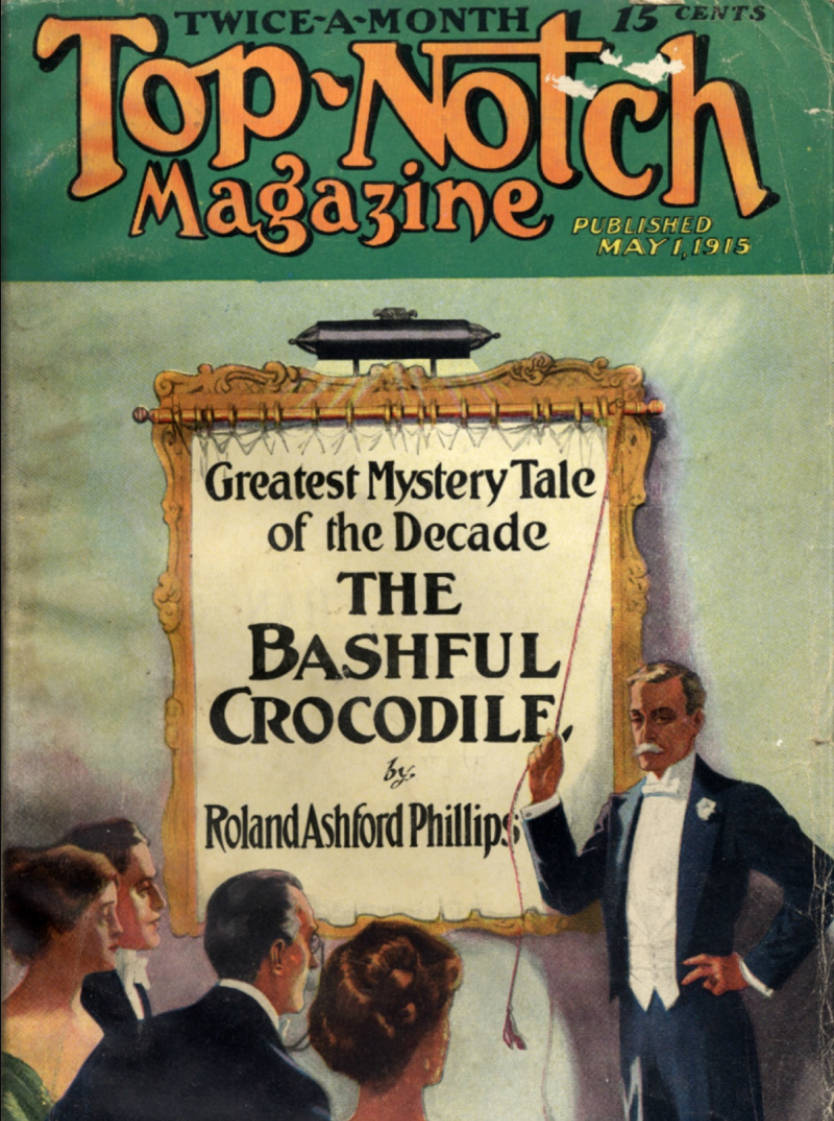 TWICE-A-MONTH 15 CENTS
Top-Notch
Magazine
PUBLISHED
MAY 1, 1915
Greatest Mystery Tale
of the Decade
THE
BASHFUL
CROCODILE,
by
Roland Ashford Phillips